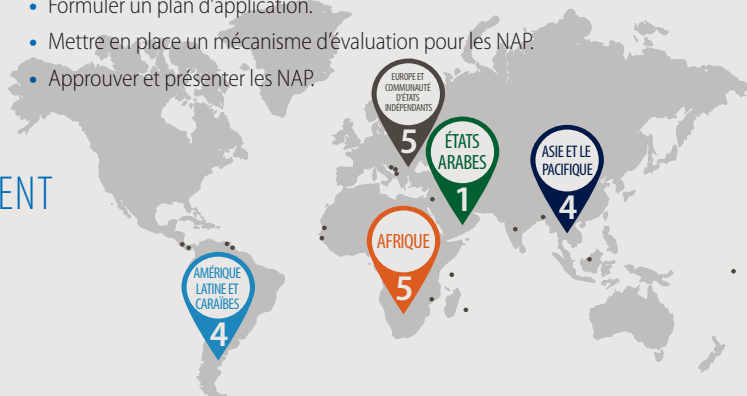 • Formuler un plan d'application.
• Mettre en place un mécanisme d'évaluation pour les NAP.
• Approuver et présenter les NAP.
EUROPE ET
COMMUNAUTÉ
D'ÉTATS
INDÉPENDANTS
5
ÉTATS
ARABES
1
ASIE ET LE
PACIFIQUE
4
ENT
AFRIQUE
5
AMÉRIQUE
LATINE ET
CARAÏBES
4